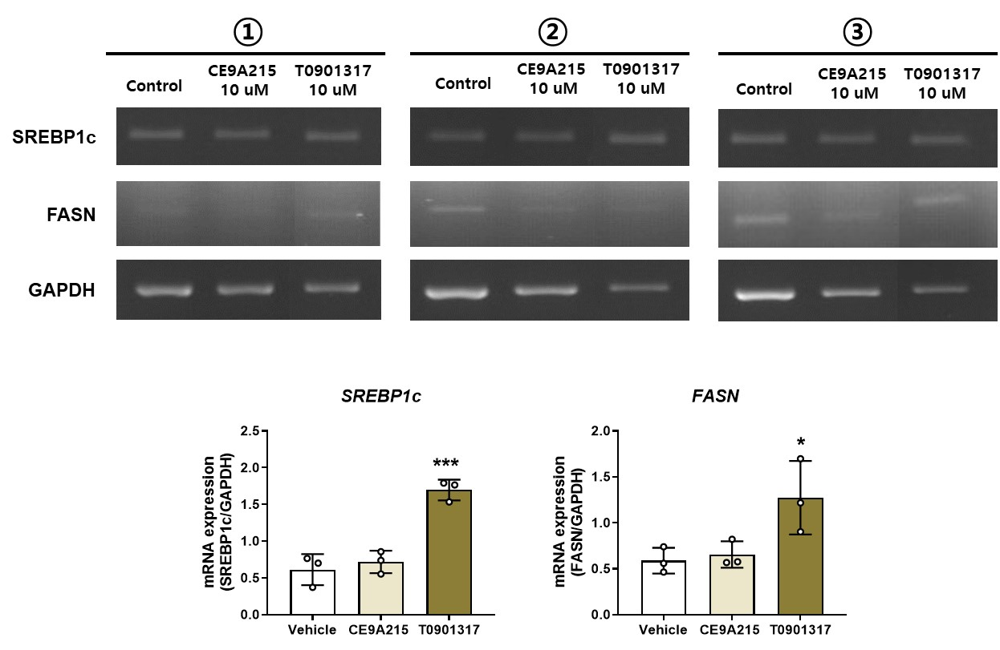 ① ② ③
Control CE9A215 10 uM T0901317 10 uM Control CE9A215 10 uM T0901317 10 uM Control CE9A215 10 uM T0901317 10 uM
SREBP1c
FASN
GAPDH
SREBP1c
mRNA expression
(SREBP1c/GAPDH)
2.5
2.0
1.5
1.0
0.5
0.0
***
Vehicle CE9A215 T0901317
FASN
mRNA expression
(FASN/GAPDH)
2.0
1.5
1.0
0.5
0.0
*
Vehicle CE9A215 T0901317